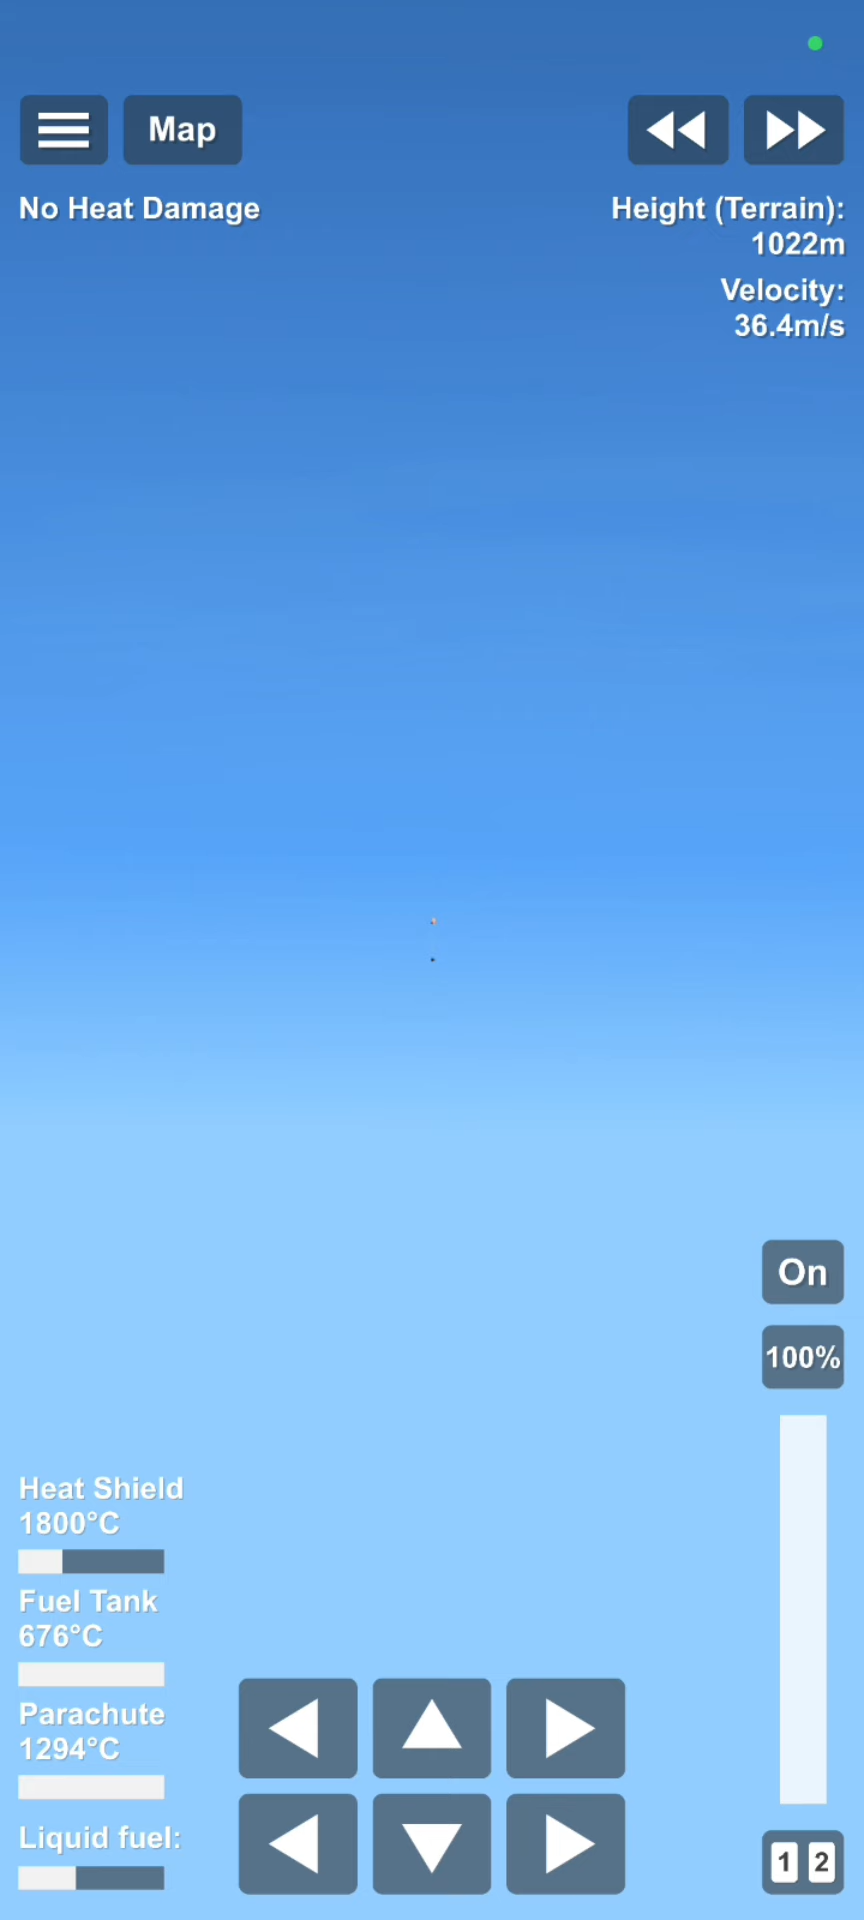 Map
No Heat Damage
Height (Terrain):
1022m
Velocity:
36.4m/s
On
100%
Heat Shield
1800°C
Fuel Tank
676°C
Parachute
1294°C
Liquid fuel:
1 2